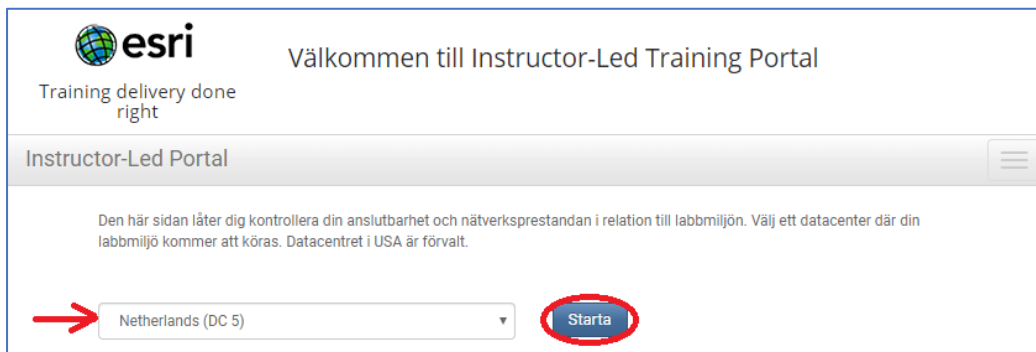 esri
Välkommen till Instructor-Led Training Portal
Training delivery done
right
Instructor-Led Portal
Den här sidan låter dig kontrollera din anslutbarhet och nätverksprestandan i relation till labbmiljön. Välj ett datacenter där din
labbmiljö kommer att köras. Datacentret i USA är förvalt.
Netherlands (DC 5)
Starta